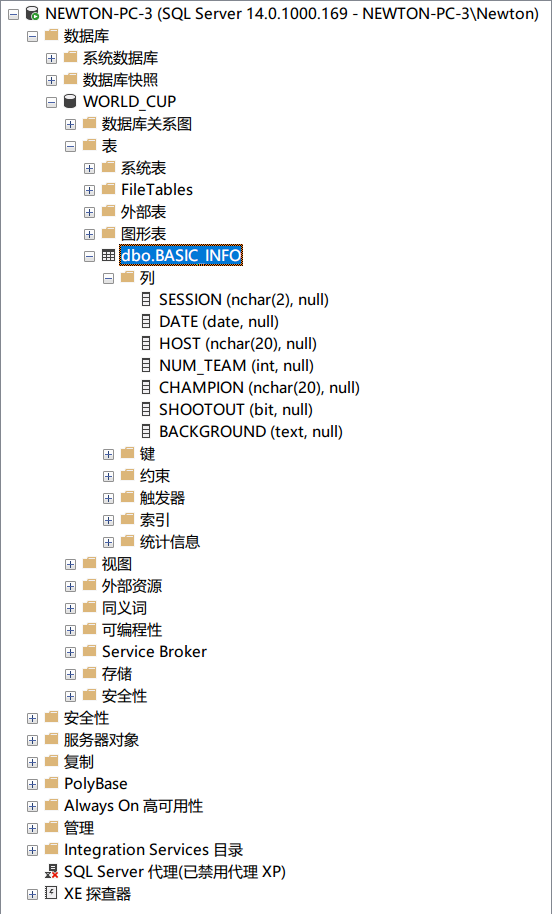 NEWTON-PC-3 (SQL Server 14.0.1000.169 - NEWTON-PC-3\Newton)
数据库
系统数据库
数据库快照
WORLD_CUP
数据库关系图
表
系统表
FileTables
外部表
图形表
dbo.BASIC_INFO
列
SESSION (nchar(2), null)
DATE (date, null)
HOST (nchar(20), null)
NUM_TEAM (int, null)
CHAMPION (nchar(20), null)
SHOOTOUT (bit, null)
BACKGROUND (text, null)
键
约束
触发器
索引
统计信息
视图
外部资源
同义词
可编程性
Service Broker
存储
安全性
安全性
服务器对象
复制
PolyBase
Always On 高可用性
管理
Integration Services 目录
SQL Server 代理(已禁用代理 XP)
XE 探查器